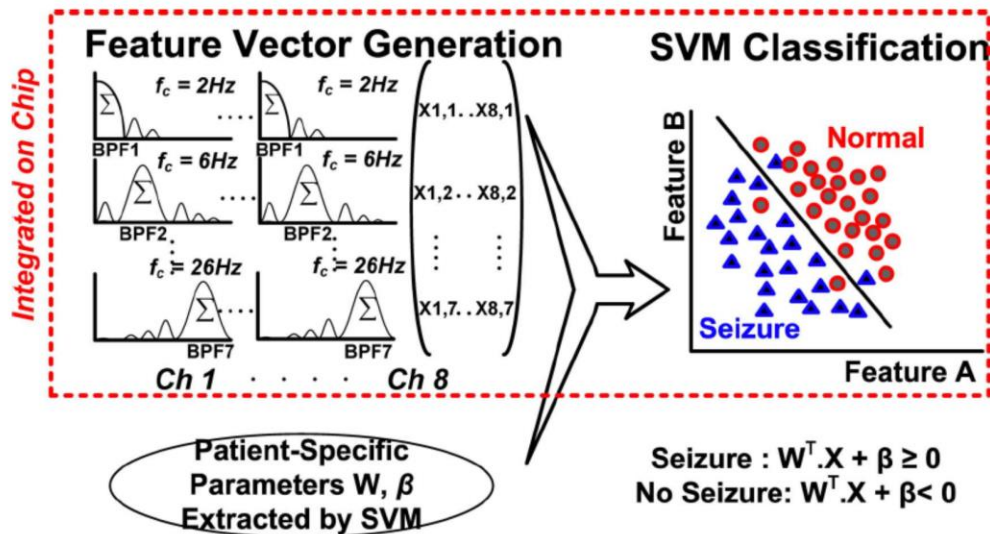 Integrated on Chip
Feature Vector Generation
SVM Classification
f_c = 2Hz
f_c = 2Hz
Σ
Σ
BPF1
BPF1
X1,1 . . X8,1
f_c = 6Hz
f_c = 6Hz
Σ
Σ
BPF2
BPF2
X1,2 . . X8,2
f_c = 26Hz
f_c = 26Hz
Σ
Σ
BPF7
BPF7
X1,7 . . X8,7
Ch 1 . . . . . Ch 8
Feature B
Normal
Seizure
Feature A
Patient-Specific
Parameters W, β
Extracted by SVM
Seizure : W^T.X + β ≥ 0
No Seizure: W^T.X + β< 0